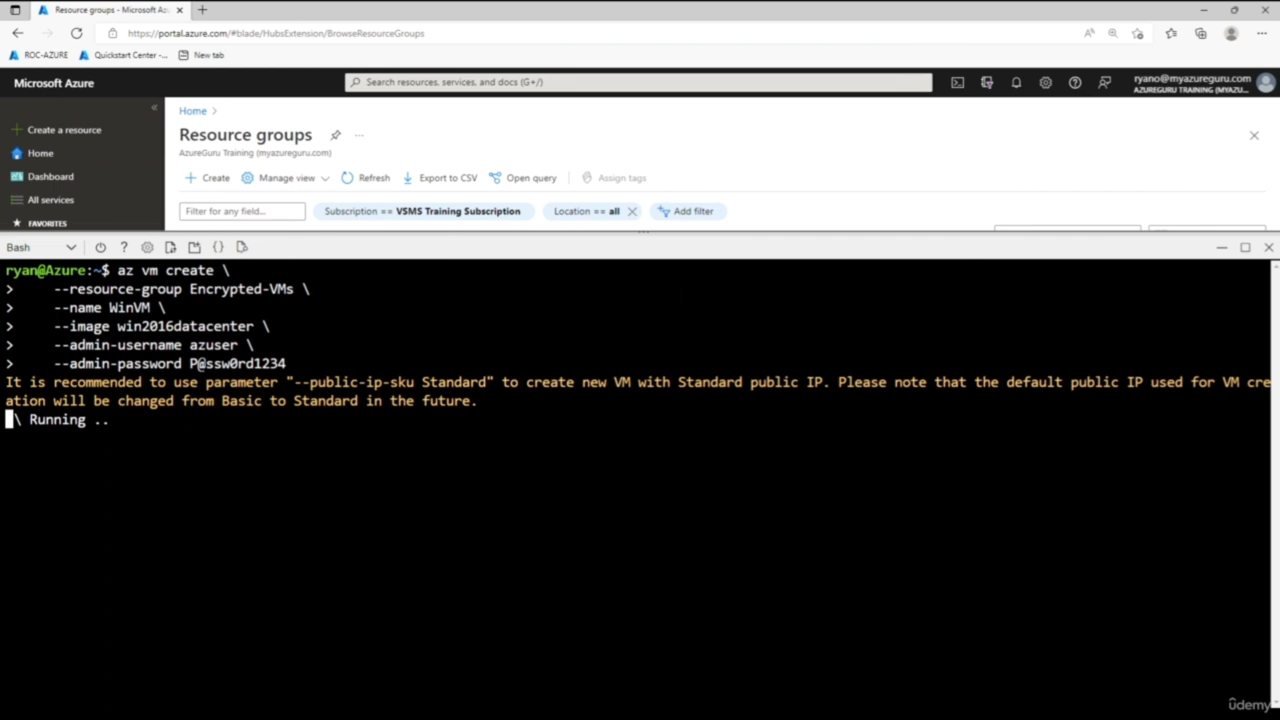 Resource groups - Microsoft Az
https://portal.azure.com/#blade/HubsExtension/BrowseResourceGroups
ROC-AZURE
Quickstart Center -...
New tab
Microsoft Azure
Search resources, services, and docs (G+/)
ryano@myazureguru.com
AZUREGURU TRAINING (MYAZU...
Create a resource
Home
Dashboard
All services
FAVORITES
Home >
Resource groups
AzureGuru Training (myazureguru.com)
Create
Manage view
Refresh
Export to CSV
Open query
Assign tags
Filter for any field...
Subscription == VSMS Training Subscription
Location == all
Add filter
Bash
ryan@Azure:~$ az vm create \
>     --resource-group Encrypted-VMs \
>     --name WinVM \
>     --image win2016datacenter \
>     --admin-username azuser \
>     --admin-password P@ssw0rd1234
It is recommended to use parameter "--public-ip-sku Standard" to create new VM with Standard public IP. Please note that the default public IP used for VM cre
ation will be changed from Basic to Standard in the future.
\ Running ..
ûdemy